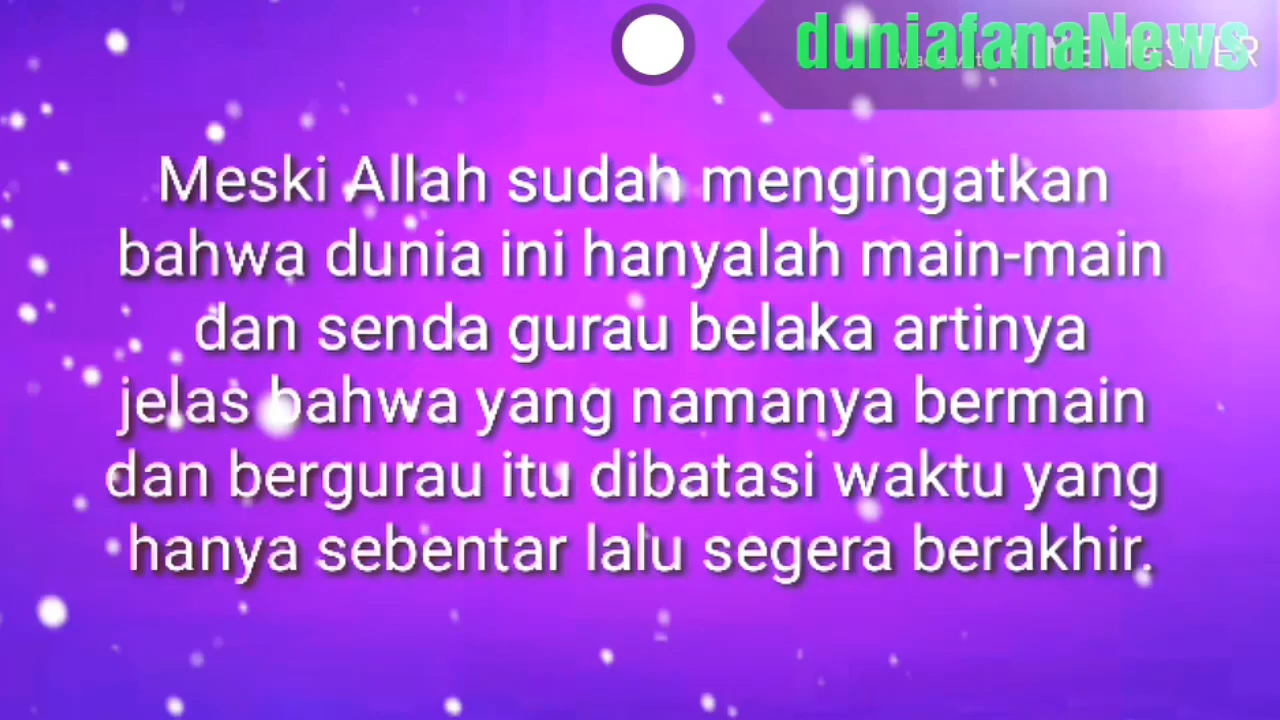 duniafanaNews
Meski Allah sudah mengingatkan
bahwa dunia ini hanyalah main-main
dan senda gurau belaka artinya
jelas bahwa yang namanya bermain
dan bergurau itu dibatasi waktu yang
hanya sebentar lalu segera berakhir.